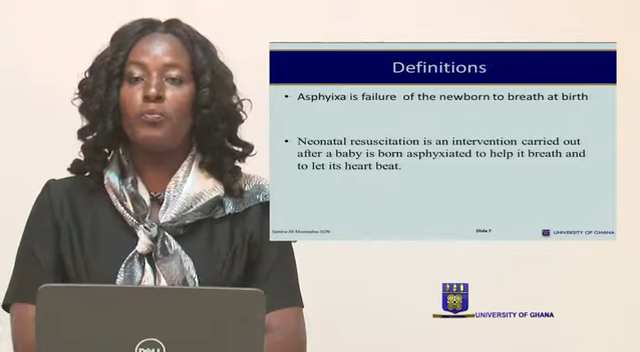 Definitions
• Asphyixa is failure of the newborn to breath at birth
• Neonatal resuscitation is an intervention carried out
after a baby is born asphyxiated to help it breath and
to let its heart beat.
Slide 7
UNIVERSITY OF GHANA
UNIVERSITY OF GHANA
DELL